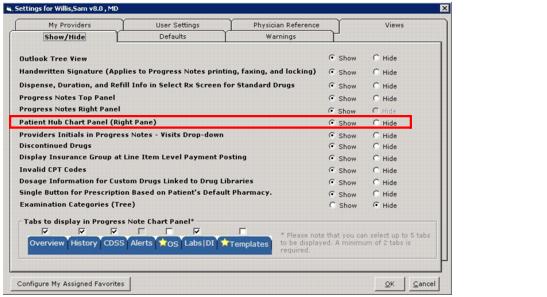 Settings for Willis,Sam v8.0 , MD
My Providers User Settings Physician Reference Views
Show/Hide Defaults Warnings
Outlook Tree View Show Hide
Handwritten Signature (Applies to Progress Notes printing, faxing, and locking) Show Hide
Dispense, Duration, and Refill Info in Select Rx Screen for Standard Drugs Show Hide
Progress Notes Top Panel Show Hide
Progress Notes Right Panel Show Hide
Patient Hub Chart Panel (Right Pane) Show Hide
Providers Initials in Progress Notes - Visits Drop-down Show Hide
Discontinued Drugs Show Hide
Display Insurance Group at Line Item Level Payment Posting Show Hide
Invalid CPT Codes Show Hide
Dosage Information for Custom Drugs Linked to Drug Libraries Show Hide
Single Button for Prescription Based on Patient's Default Pharmacy. Show Hide
Examination Categories (Tree) Show Hide
Tabs to display in Progress Note Chart Panel*
Overview History CDSS Alerts OS Labs|DI Templates
* Please note that you can select up to 5 tabs
to be displayed. A minimum of 2 tabs is
required.
Configure My Assigned Favorites OK Cancel